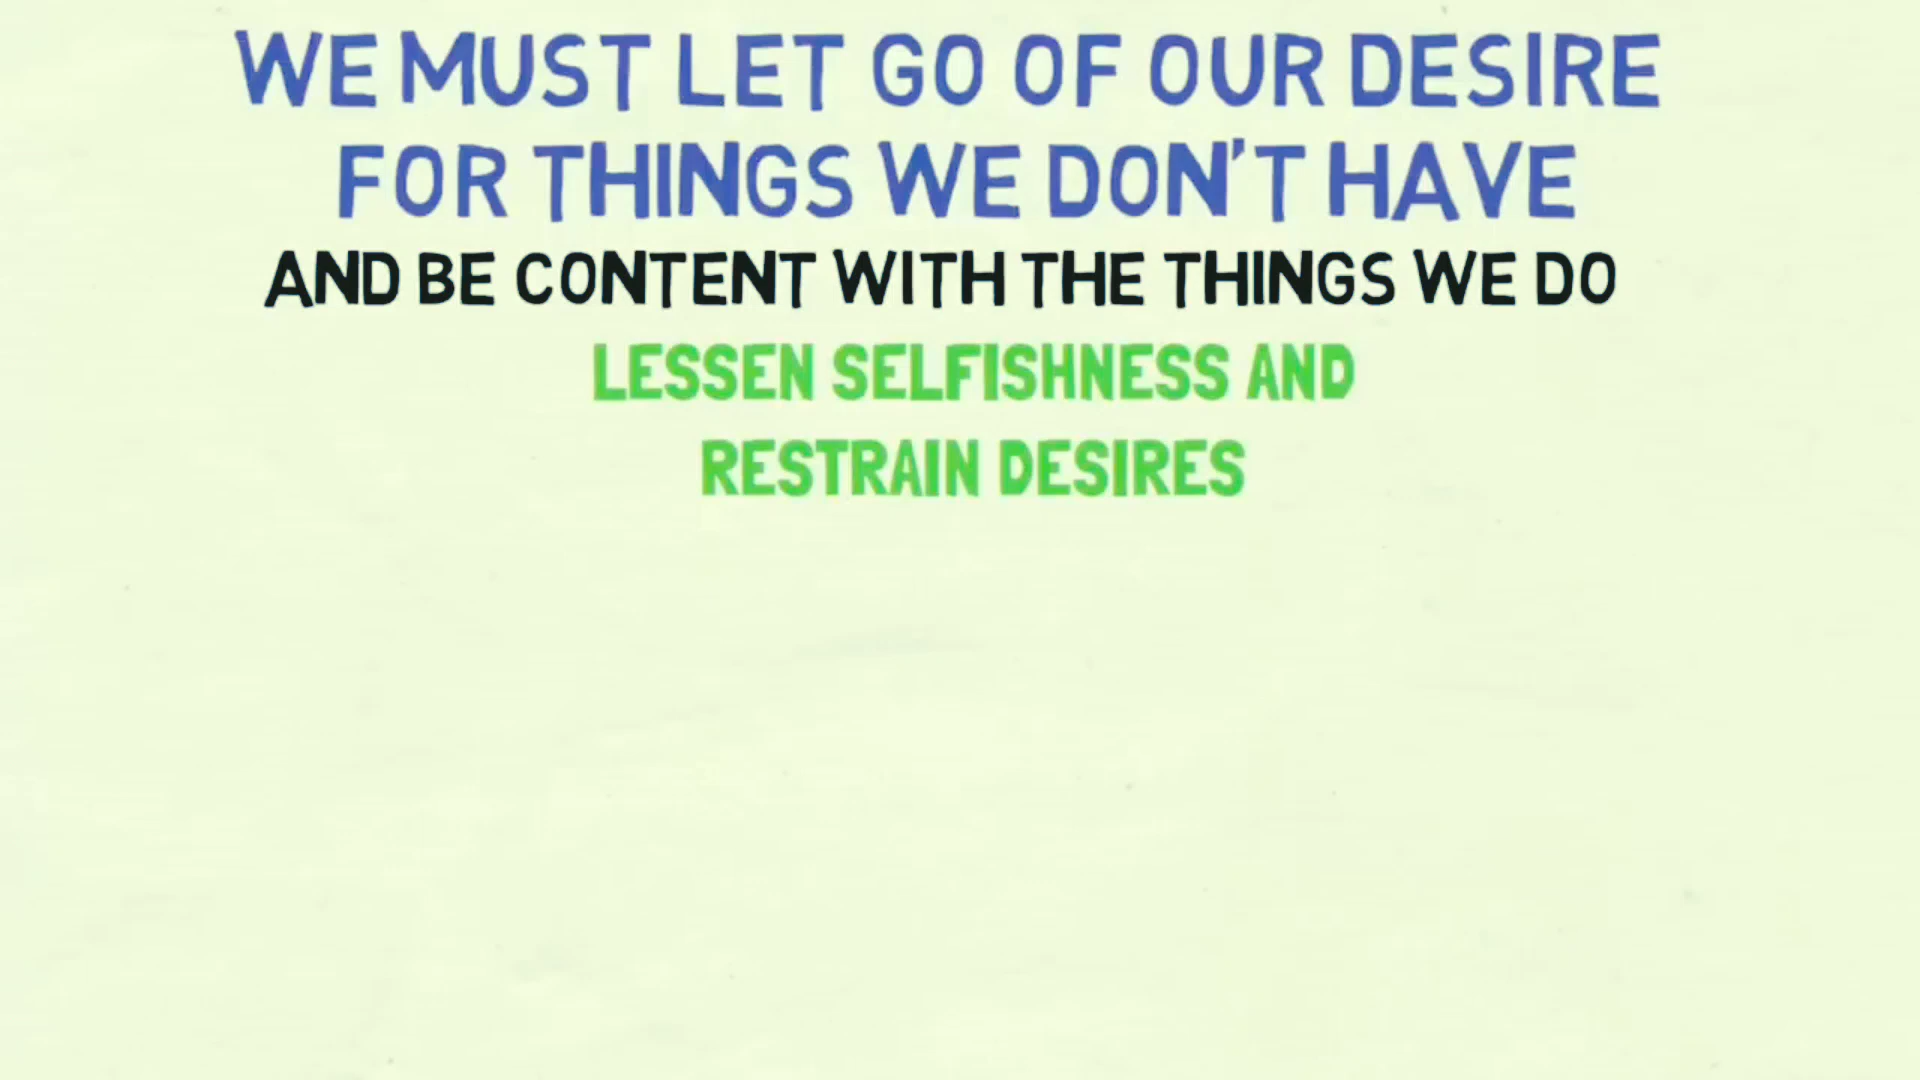 WE MUST LET GO OF OUR DESIRE
FOR THINGS WE DON'T HAVE
AND BE CONTENT WITH THE THINGS WE DO
LESSEN SELFISHNESS AND
RESTRAIN DESIRES